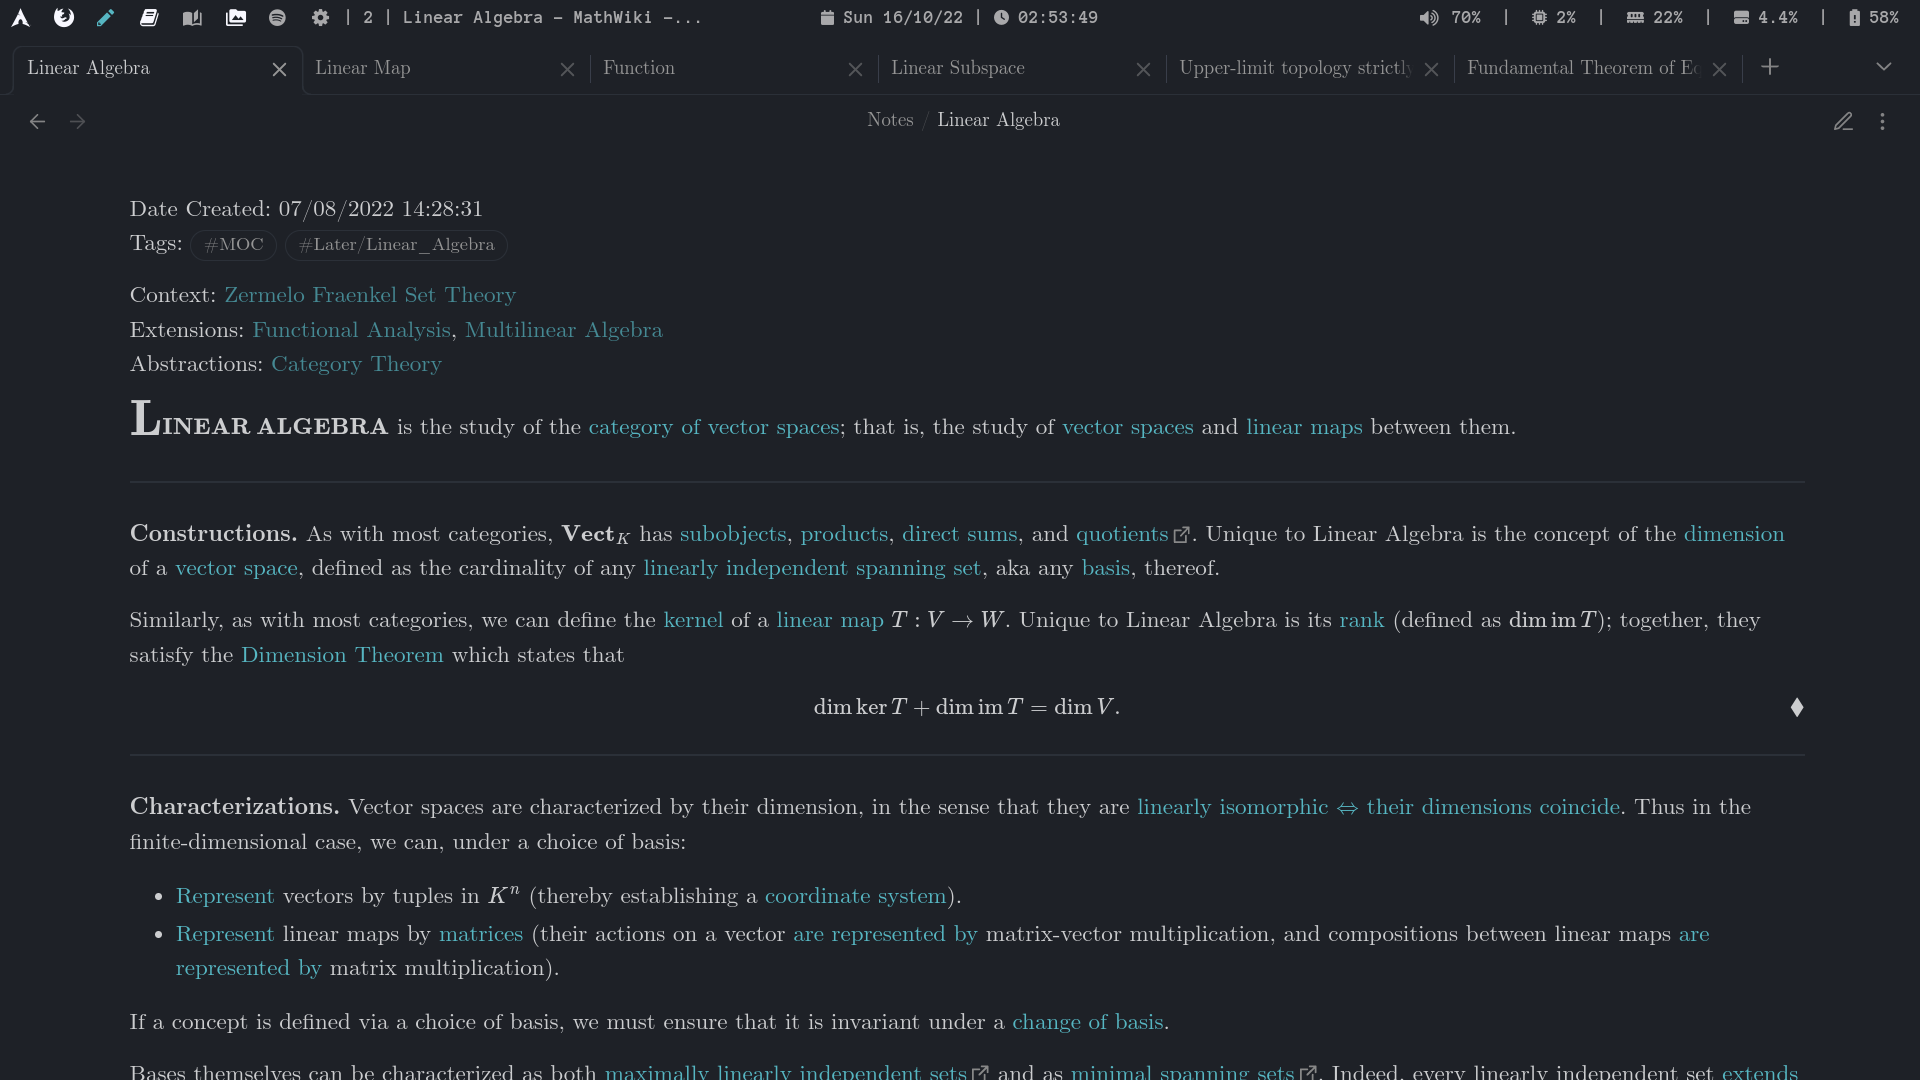 | 2 | Linear Algebra - MathWiki -... Sun 16/10/22 | 02:53:49 70% | 2% | 22% | 4.4% | 58%
Linear Algebra Linear Map Function Linear Subspace Upper-limit topology strictly Fundamental Theorem of Eq
Notes / Linear Algebra
Date Created: 07/08/2022 14:28:31
Tags: #MOC #Later/Linear_Algebra
Context: Zermelo Fraenkel Set Theory
Extensions: Functional Analysis, Multilinear Algebra
Abstractions: Category Theory
LINEAR ALGEBRA is the study of the category of vector spaces; that is, the study of vector spaces and linear maps between them.
Constructions. As with most categories, Vect_K has subobjects, products, direct sums, and quotients. Unique to Linear Algebra is the concept of the dimension
of a vector space, defined as the cardinality of any linearly independent spanning set, aka any basis, thereof.
Similarly, as with most categories, we can define the kernel of a linear map T : V → W. Unique to Linear Algebra is its rank (defined as dim im T); together, they
satisfy the Dimension Theorem which states that
dim ker T + dim im T = dim V. ♦
Characterizations. Vector spaces are characterized by their dimension, in the sense that they are linearly isomorphic ⇔ their dimensions coincide. Thus in the
finite-dimensional case, we can, under a choice of basis:
• Represent vectors by tuples in Kⁿ (thereby establishing a coordinate system).
• Represent linear maps by matrices (their actions on a vector are represented by matrix-vector multiplication, and compositions between linear maps are
represented by matrix multiplication).
If a concept is defined via a choice of basis, we must ensure that it is invariant under a change of basis.
Bases themselves can be characterized as both maximally linearly independent sets and as minimal spanning sets. Indeed, every linearly independent set extends